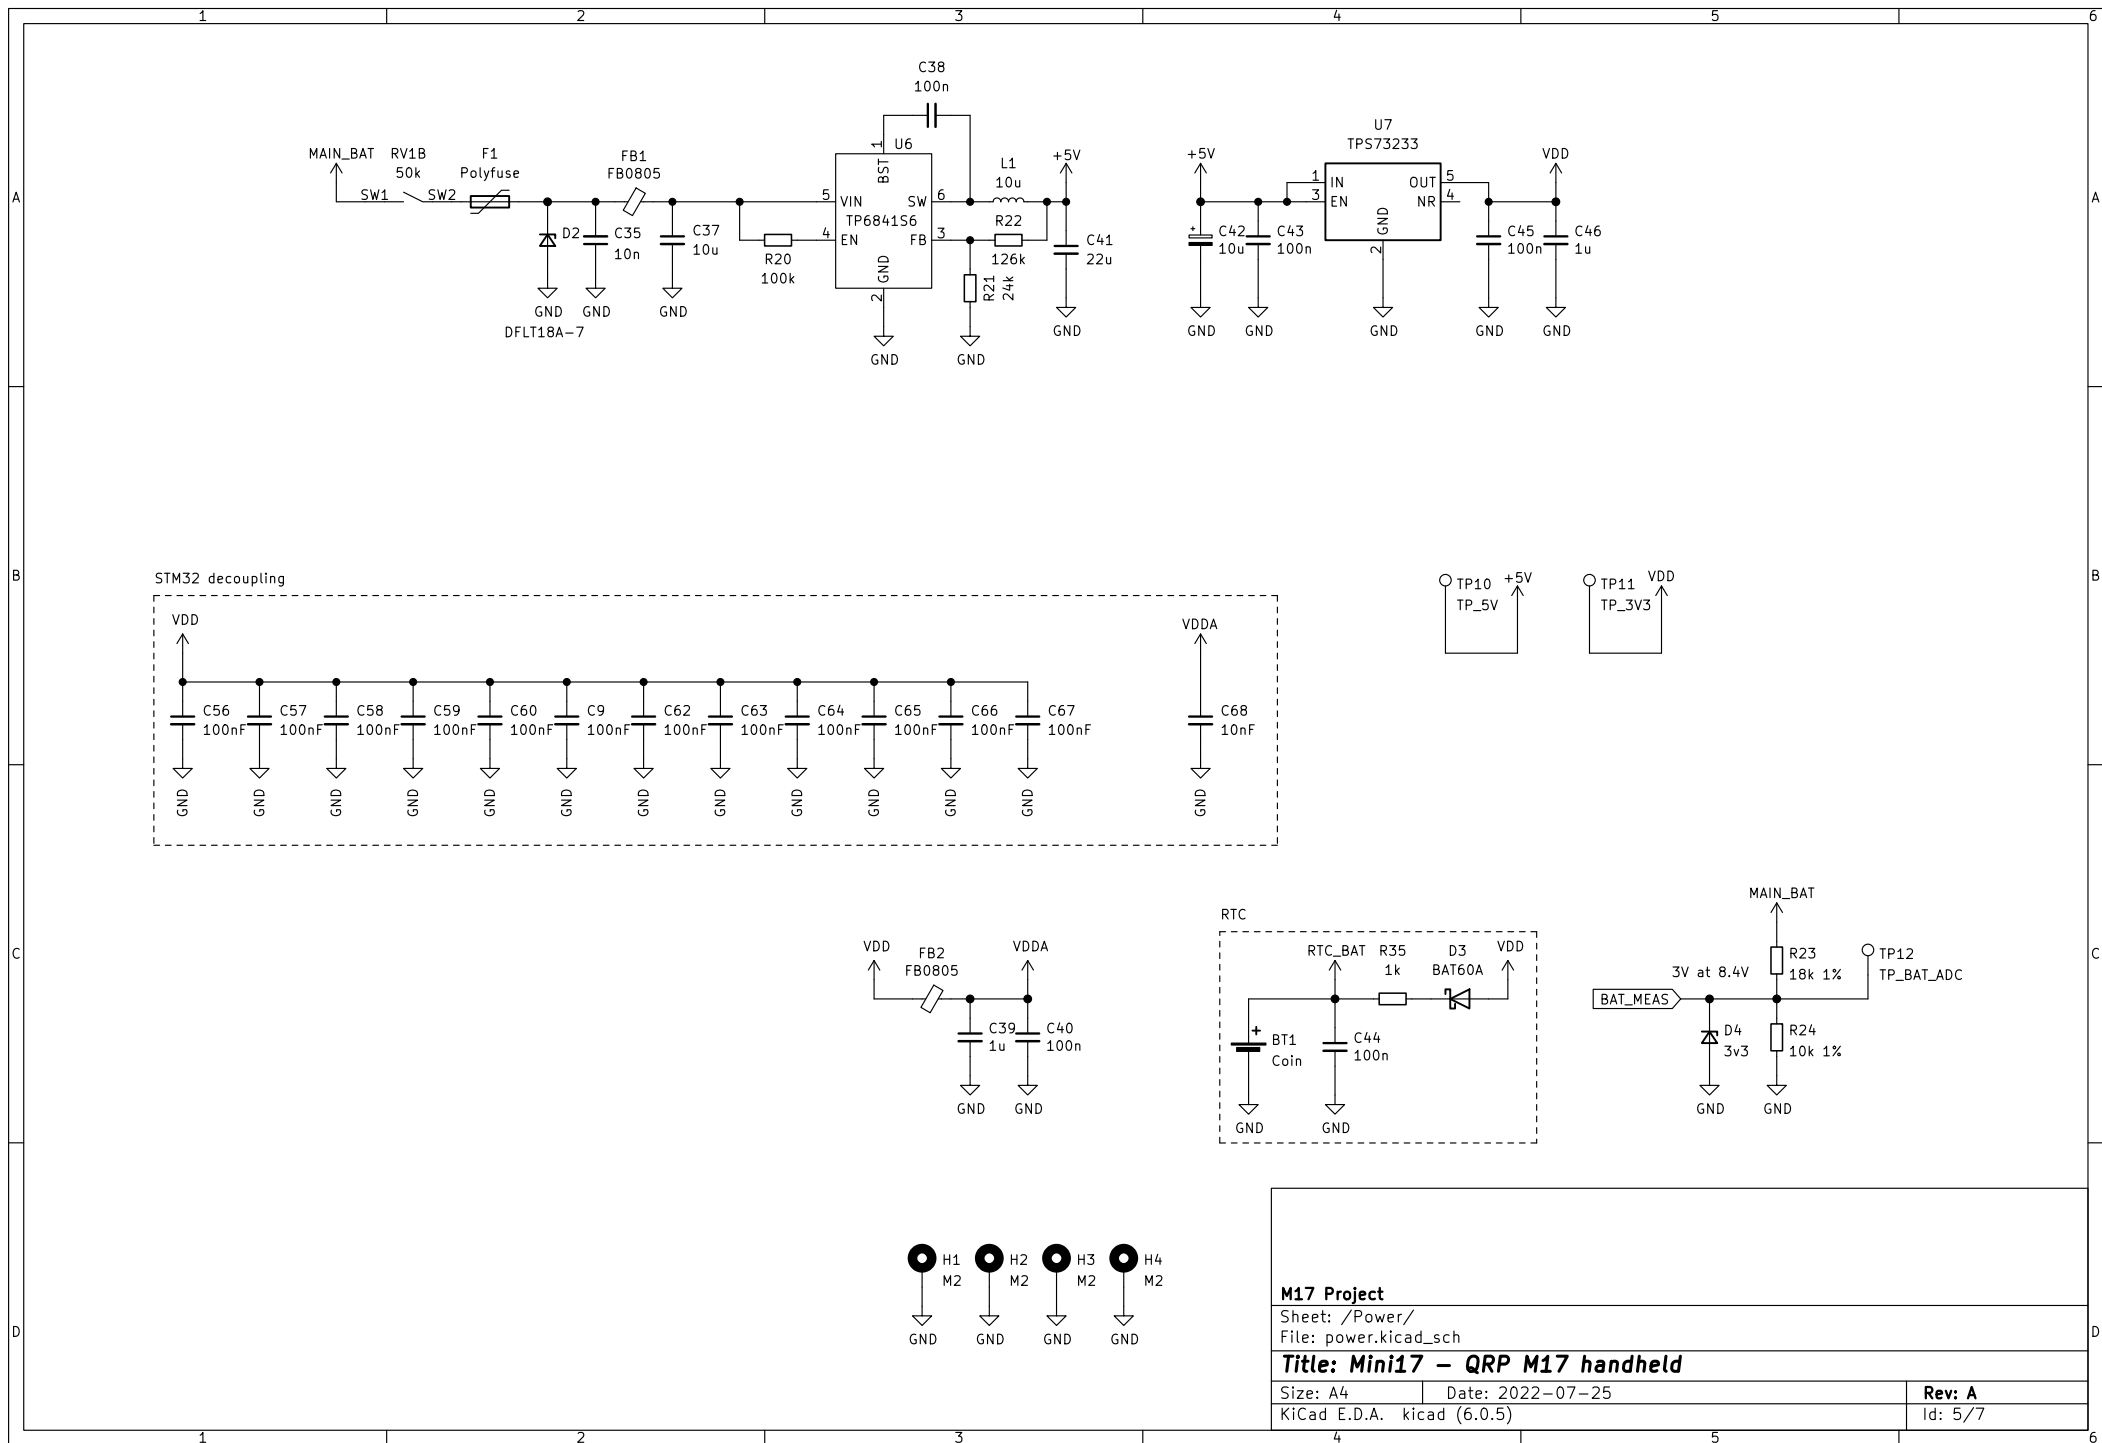 1 2 3 4 5 6
A
MAIN_BAT
RV1B
50k
SW1
SW2
F1
Polyfuse
D2
DFLT18A-7
GND
C35
10n
GND
FB1
FB0805
C37
10u
GND
R20
100k
C38
100n
U6
1
BST
5
VIN
SW
6
TP6841S6
4
EN
FB
3
GND
2
GND
L1
10u
R22
126k
R21
24k
GND
+5V
C41
22u
GND
+5V
C42
10u
GND
C43
100n
GND
U7
TPS73233
1
IN
OUT
5
3
EN
NR
4
GND
2
GND
VDD
C45
100n
GND
C46
1u
GND
A
B
STM32 decoupling
VDD
C56
100nF
GND
C57
100nF
GND
C58
100nF
GND
C59
100nF
GND
C60
100nF
GND
C9
100nF
GND
C62
100nF
GND
C63
100nF
GND
C64
100nF
GND
C65
100nF
GND
C66
100nF
GND
C67
100nF
GND
VDDA
C68
10nF
GND
TP10
TP_5V
+5V
TP11
TP_3V3
VDD
B
C
VDD
FB2
FB0805
VDDA
C39
1u
GND
C40
100n
GND
RTC
RTC_BAT
R35
1k
D3
BAT60A
VDD
BT1
Coin
GND
C44
100n
GND
MAIN_BAT
R23
18k 1%
TP12
TP_BAT_ADC
3V at 8.4V
BAT_MEAS
D4
3v3
GND
R24
10k 1%
GND
C
D
H1
M2
GND
H2
M2
GND
H3
M2
GND
H4
M2
GND
M17 Project
Sheet: /Power/
File: power.kicad_sch
Title: Mini17 – QRP M17 handheld
Size: A4
Date: 2022-07-25
Rev: A
KiCad E.D.A. kicad (6.0.5)
Id: 5/7
D
1 2 3 4 5 6